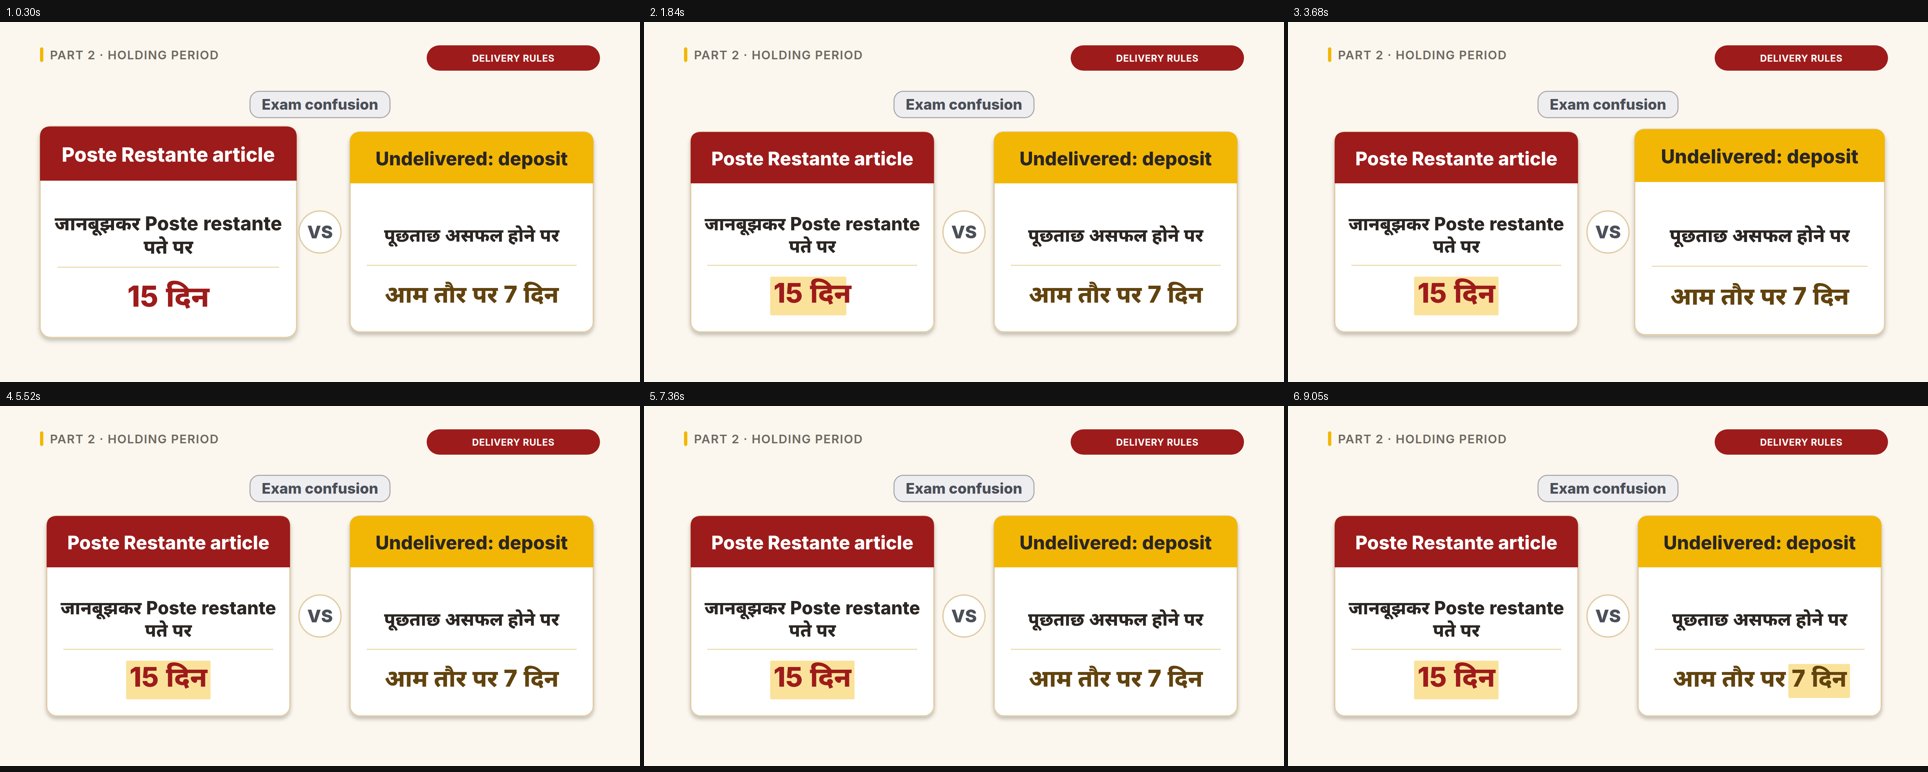 1. 0.30s
PART 2 · HOLDING PERIOD
DELIVERY RULES
Exam confusion
Poste Restante article
जानबूझकर Poste restante
पते पर
15 दिन
VS
Undelivered: deposit
पूछताछ असफल होने पर
आम तौर पर 7 दिन
2. 1.84s
PART 2 · HOLDING PERIOD
DELIVERY RULES
Exam confusion
Poste Restante article
जानबूझकर Poste restante
पते पर
15 दिन
VS
Undelivered: deposit
पूछताछ असफल होने पर
आम तौर पर 7 दिन
3. 3.68s
PART 2 · HOLDING PERIOD
DELIVERY RULES
Exam confusion
Poste Restante article
जानबूझकर Poste restante
पते पर
15 दिन
VS
Undelivered: deposit
पूछताछ असफल होने पर
आम तौर पर 7 दिन
4. 5.52s
PART 2 · HOLDING PERIOD
DELIVERY RULES
Exam confusion
Poste Restante article
जानबूझकर Poste restante
पते पर
15 दिन
VS
Undelivered: deposit
पूछताछ असफल होने पर
आम तौर पर 7 दिन
5. 7.36s
PART 2 · HOLDING PERIOD
DELIVERY RULES
Exam confusion
Poste Restante article
जानबूझकर Poste restante
पते पर
15 दिन
VS
Undelivered: deposit
पूछताछ असफल होने पर
आम तौर पर 7 दिन
6. 9.05s
PART 2 · HOLDING PERIOD
DELIVERY RULES
Exam confusion
Poste Restante article
जानबूझकर Poste restante
पते पर
15 दिन
VS
Undelivered: deposit
पूछताछ असफल होने पर
आम तौर पर 7 दिन